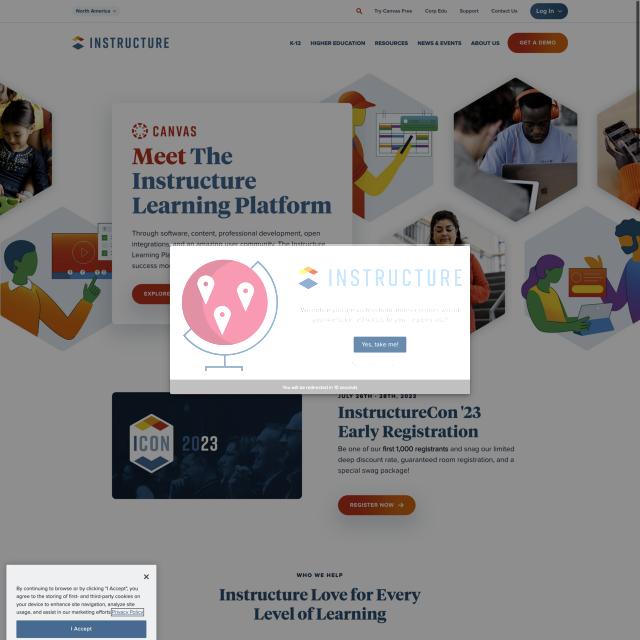 North America
Try Canvas Free
Corp Edu
Support
Contact Us
Log In
INSTRUCTURE
K-12
HIGHER EDUCATION
RESOURCES
NEWS & EVENTS
ABOUT US
GET A DEMO
CANVAS
Meet The
Instructure
Learning Platform
Through software, content, professional development, open
integrations, and an amazing user community, The Instructure
Learning Pla
success mo
EXPLORE
INSTRUCTURE
Yes, take me!
You will be redirected in 10 seconds
ICON 2023
JULY 26TH - 28TH, 2023
InstructureCon '23
Early Registration
Be one of our first 1,000 registrants and snag our limited
deep discount rate, guaranteed room registration, and a
special swag package!
REGISTER NOW
WHO WE HELP
Instructure Love for Every
Level of Learning
By continuing to browse or by clicking "I Accept", you
agree to the storing of first- and third-party cookies on
your device to enhance site navigation, analyze site
usage, and assist in our marketing efforts. Privacy Policy
I Accept